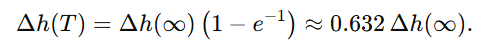 Δh(T) = Δh(∞) (1 − e⁻¹) ≈ 0.632 Δh(∞).